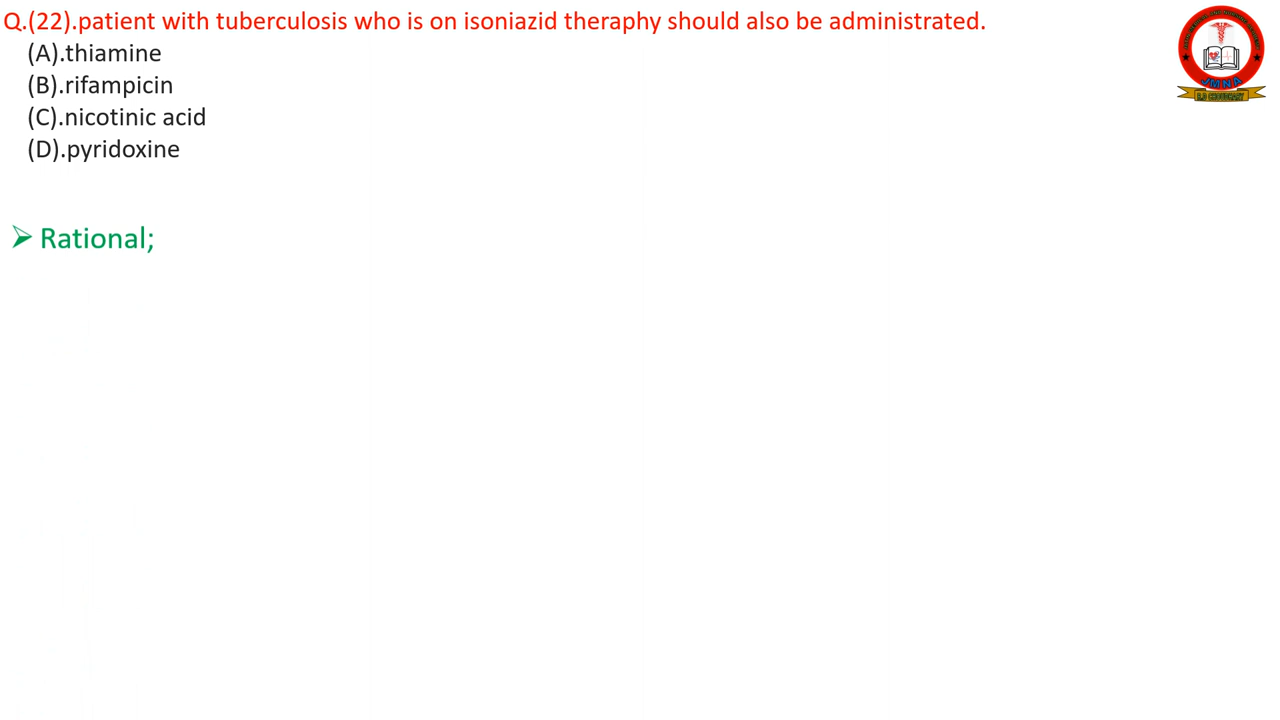 Q.(22).patient with tuberculosis who is on isoniazid theraphy should also be administrated.
(A).thiamine
(B).rifampicin
(C).nicotinic acid
(D).pyridoxine
➢ Rational;
JMNA